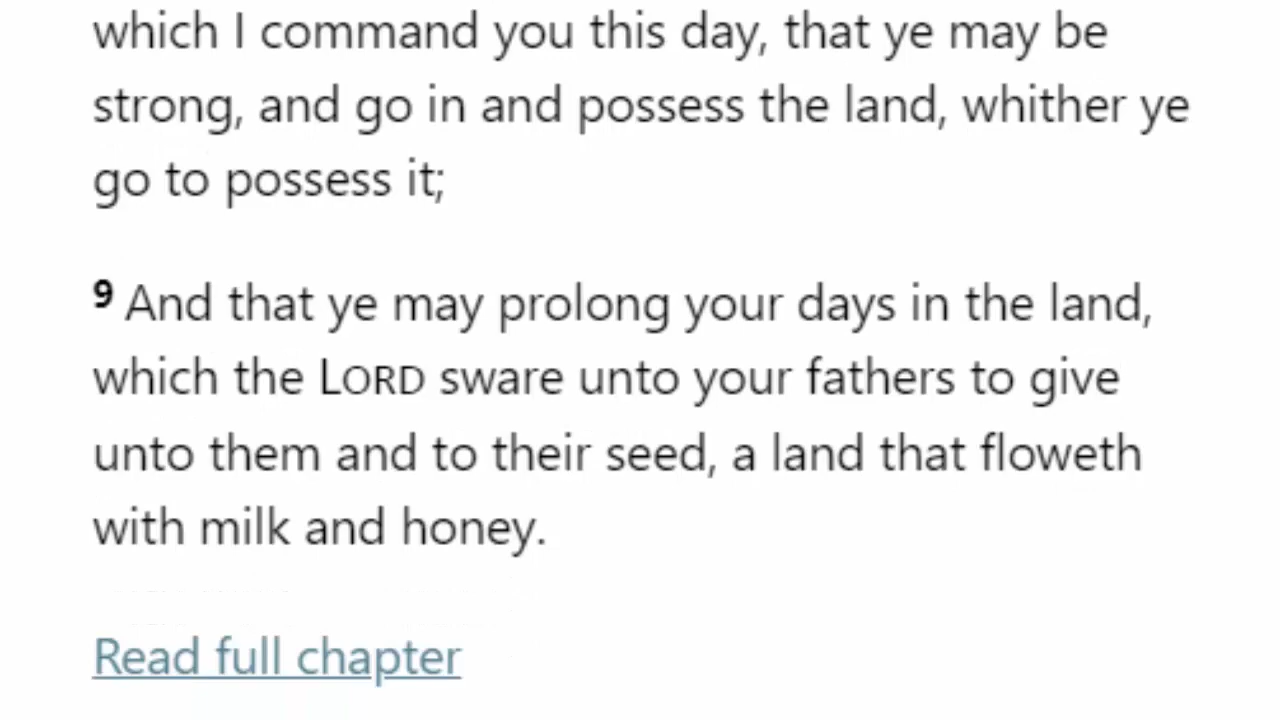 which I command you this day, that ye may be
strong, and go in and possess the land, whither ye
go to possess it;
9 And that ye may prolong your days in the land,
which the LORD sware unto your fathers to give
unto them and to their seed, a land that floweth
with milk and honey.
Read full chapter